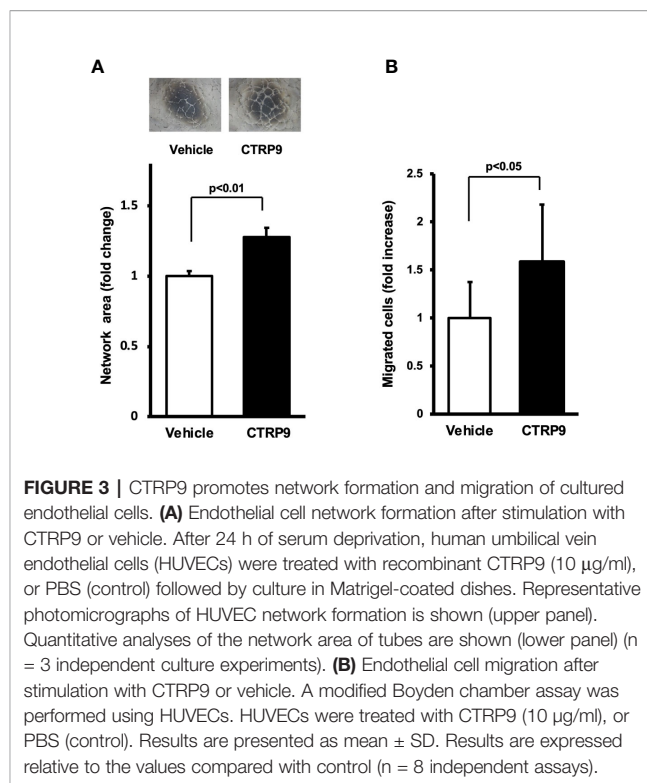 A
B
Vehicle CTRP9
p<0.01
1.5
1
0.5
0
Network area (fold change)
Vehicle CTRP9
p<0.05
2.5
2
1.5
1
0.5
0
Migrated cells (fold increase)
Vehicle CTRP9
FIGURE 3 | CTRP9 promotes network formation and migration of cultured
endothelial cells. (A) Endothelial cell network formation after stimulation with
CTRP9 or vehicle. After 24 h of serum deprivation, human umbilical vein
endothelial cells (HUVECs) were treated with recombinant CTRP9 (10 μg/ml),
or PBS (control) followed by culture in Matrigel-coated dishes. Representative
photomicrographs of HUVEC network formation is shown (upper panel).
Quantitative analyses of the network area of tubes are shown (lower panel) (n
= 3 independent culture experiments). (B) Endothelial cell migration after
stimulation with CTRP9 or vehicle. A modified Boyden chamber assay was
performed using HUVECs. HUVECs were treated with CTRP9 (10 μg/ml), or
PBS (control). Results are presented as mean ± SD. Results are expressed
relative to the values compared with control (n = 8 independent assays).